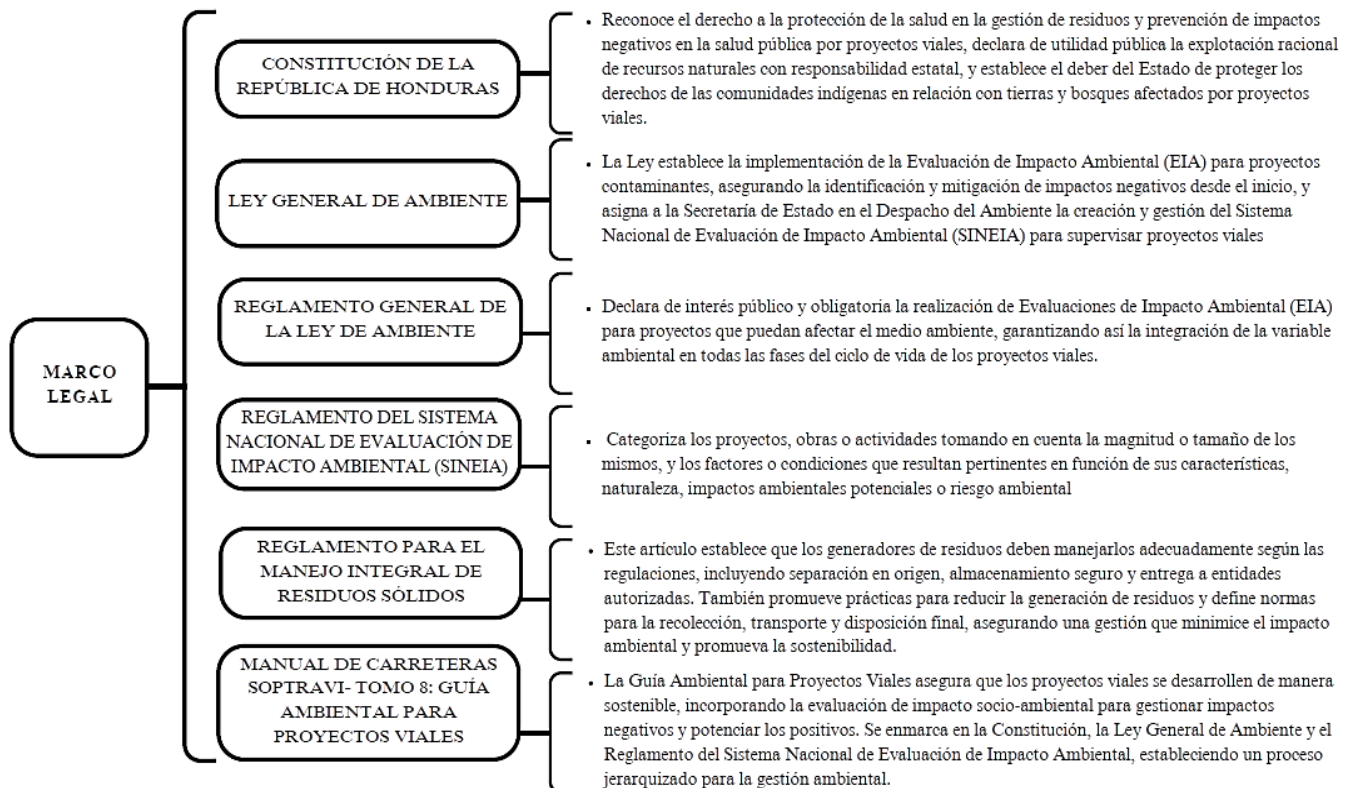 MARCO
LEGAL
CONSTITUCIÓN DE LA
REPÚBLICA DE HONDURAS
• Reconoce el derecho a la protección de la salud en la gestión de residuos y prevención de impactos
negativos en la salud pública por proyectos viales, declara de utilidad pública la explotación racional
de recursos naturales con responsabilidad estatal, y establece el deber del Estado de proteger los
derechos de las comunidades indígenas en relación con tierras y bosques afectados por proyectos
viales.
LEY GENERAL DE AMBIENTE
• La Ley establece la implementación de la Evaluación de Impacto Ambiental (EIA) para proyectos
contaminantes, asegurando la identificación y mitigación de impactos negativos desde el inicio, y
asigna a la Secretaría de Estado en el Despacho del Ambiente la creación y gestión del Sistema
Nacional de Evaluación de Impacto Ambiental (SINEIA) para supervisar proyectos viales
REGLAMENTO GENERAL DE
LA LEY DE AMBIENTE
• Declara de interés público y obligatoria la realización de Evaluaciones de Impacto Ambiental (EIA)
para proyectos que puedan afectar el medio ambiente, garantizando así la integración de la variable
ambiental en todas las fases del ciclo de vida de los proyectos viales.
REGLAMENTO DEL SISTEMA
NACIONAL DE EVALUACIÓN DE
IMPACTO AMBIENTAL (SINEIA)
• Categoriza los proyectos, obras o actividades tomando en cuenta la magnitud o tamaño de los
mismos, y los factores o condiciones que resultan pertinentes en función de sus características,
naturaleza, impactos ambientales potenciales o riesgo ambiental
REGLAMENTO PARA EL
MANEJO INTEGRAL DE
RESIDUOS SÓLIDOS
• Este artículo establece que los generadores de residuos deben manejarlos adecuadamente según las
regulaciones, incluyendo separación en origen, almacenamiento seguro y entrega a entidades
autorizadas. También promueve prácticas para reducir la generación de residuos y define normas
para la recolección, transporte y disposición final, asegurando una gestión que minimice el impacto
ambiental y promueva la sostenibilidad.
MANUAL DE CARRETERAS
SOPTRAVI- TOMO 8: GUÍA
AMBIENTAL PARA
PROYECTOS VIALES
• La Guía Ambiental para Proyectos Viales asegura que los proyectos viales se desarrollen de manera
sostenible, incorporando la evaluación de impacto socio-ambiental para gestionar impactos
negativos y potenciar los positivos. Se enmarca en la Constitución, la Ley General de Ambiente y el
Reglamento del Sistema Nacional de Evaluación de Impacto Ambiental, estableciendo un proceso
jerarquizado para la gestión ambiental.